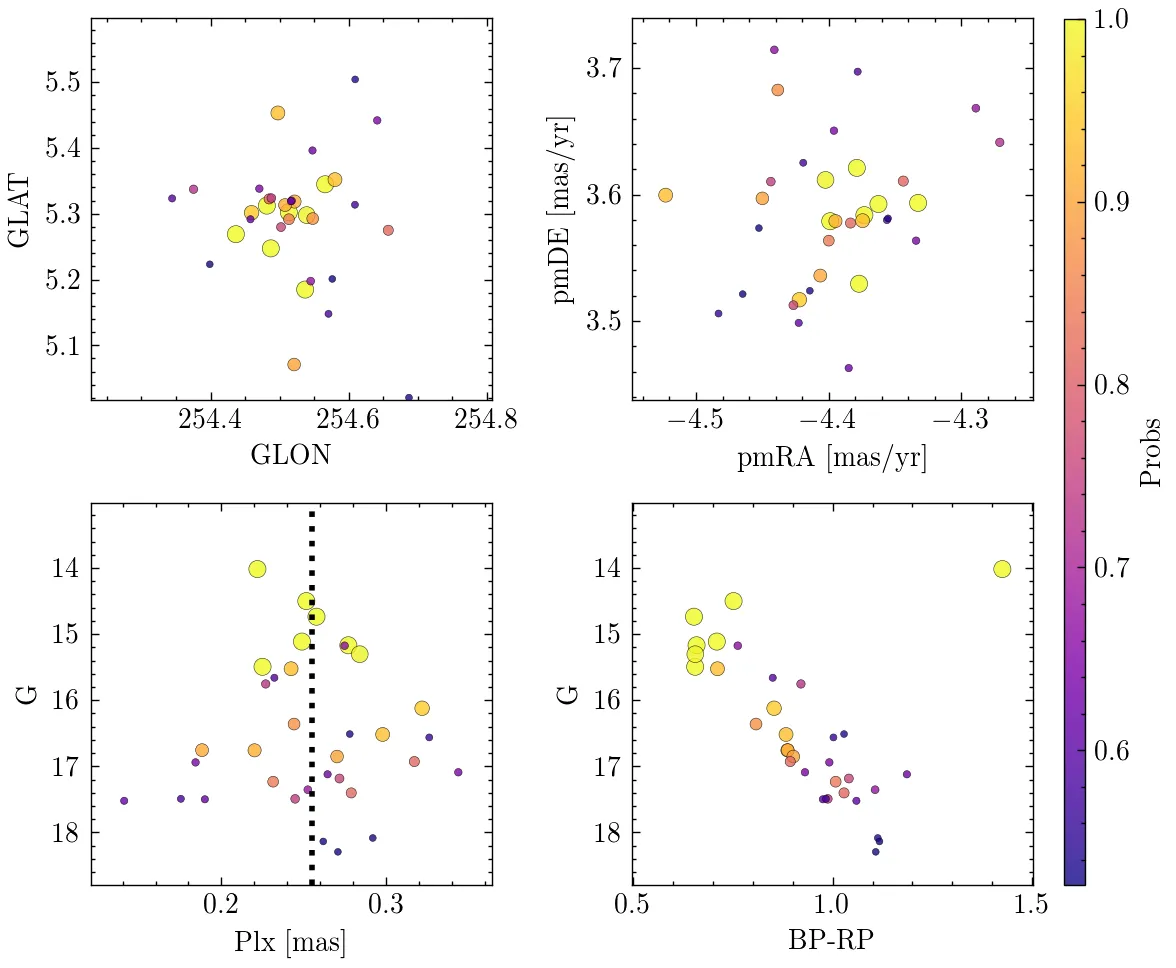 5.5
5.4
5.3
5.2
5.1
GLAT
254.4 254.6 254.8
GLON
3.7
3.6
3.5
pmDE [mas/yr]
−4.5 −4.4 −4.3
pmRA [mas/yr]
1.0
0.9
0.8
0.7
0.6
Probs
14
15
16
17
18
G
0.2 0.3
Plx [mas]
14
15
16
17
18
G
0.5 1.0 1.5
BP-RP